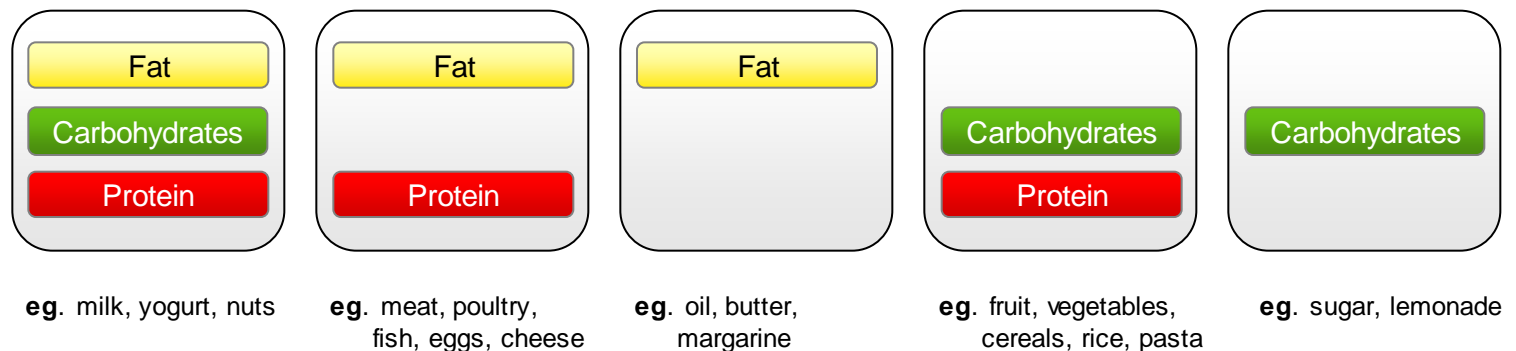 Fat
Carbohydrates
Protein
Fat
Protein
Fat
Carbohydrates
Protein
Carbohydrates
eg. milk, yogurt, nuts
eg. meat, poultry,
fish, eggs, cheese
eg. oil, butter,
margarine
eg. fruit, vegetables,
cereals, rice, pasta
eg. sugar, lemonade